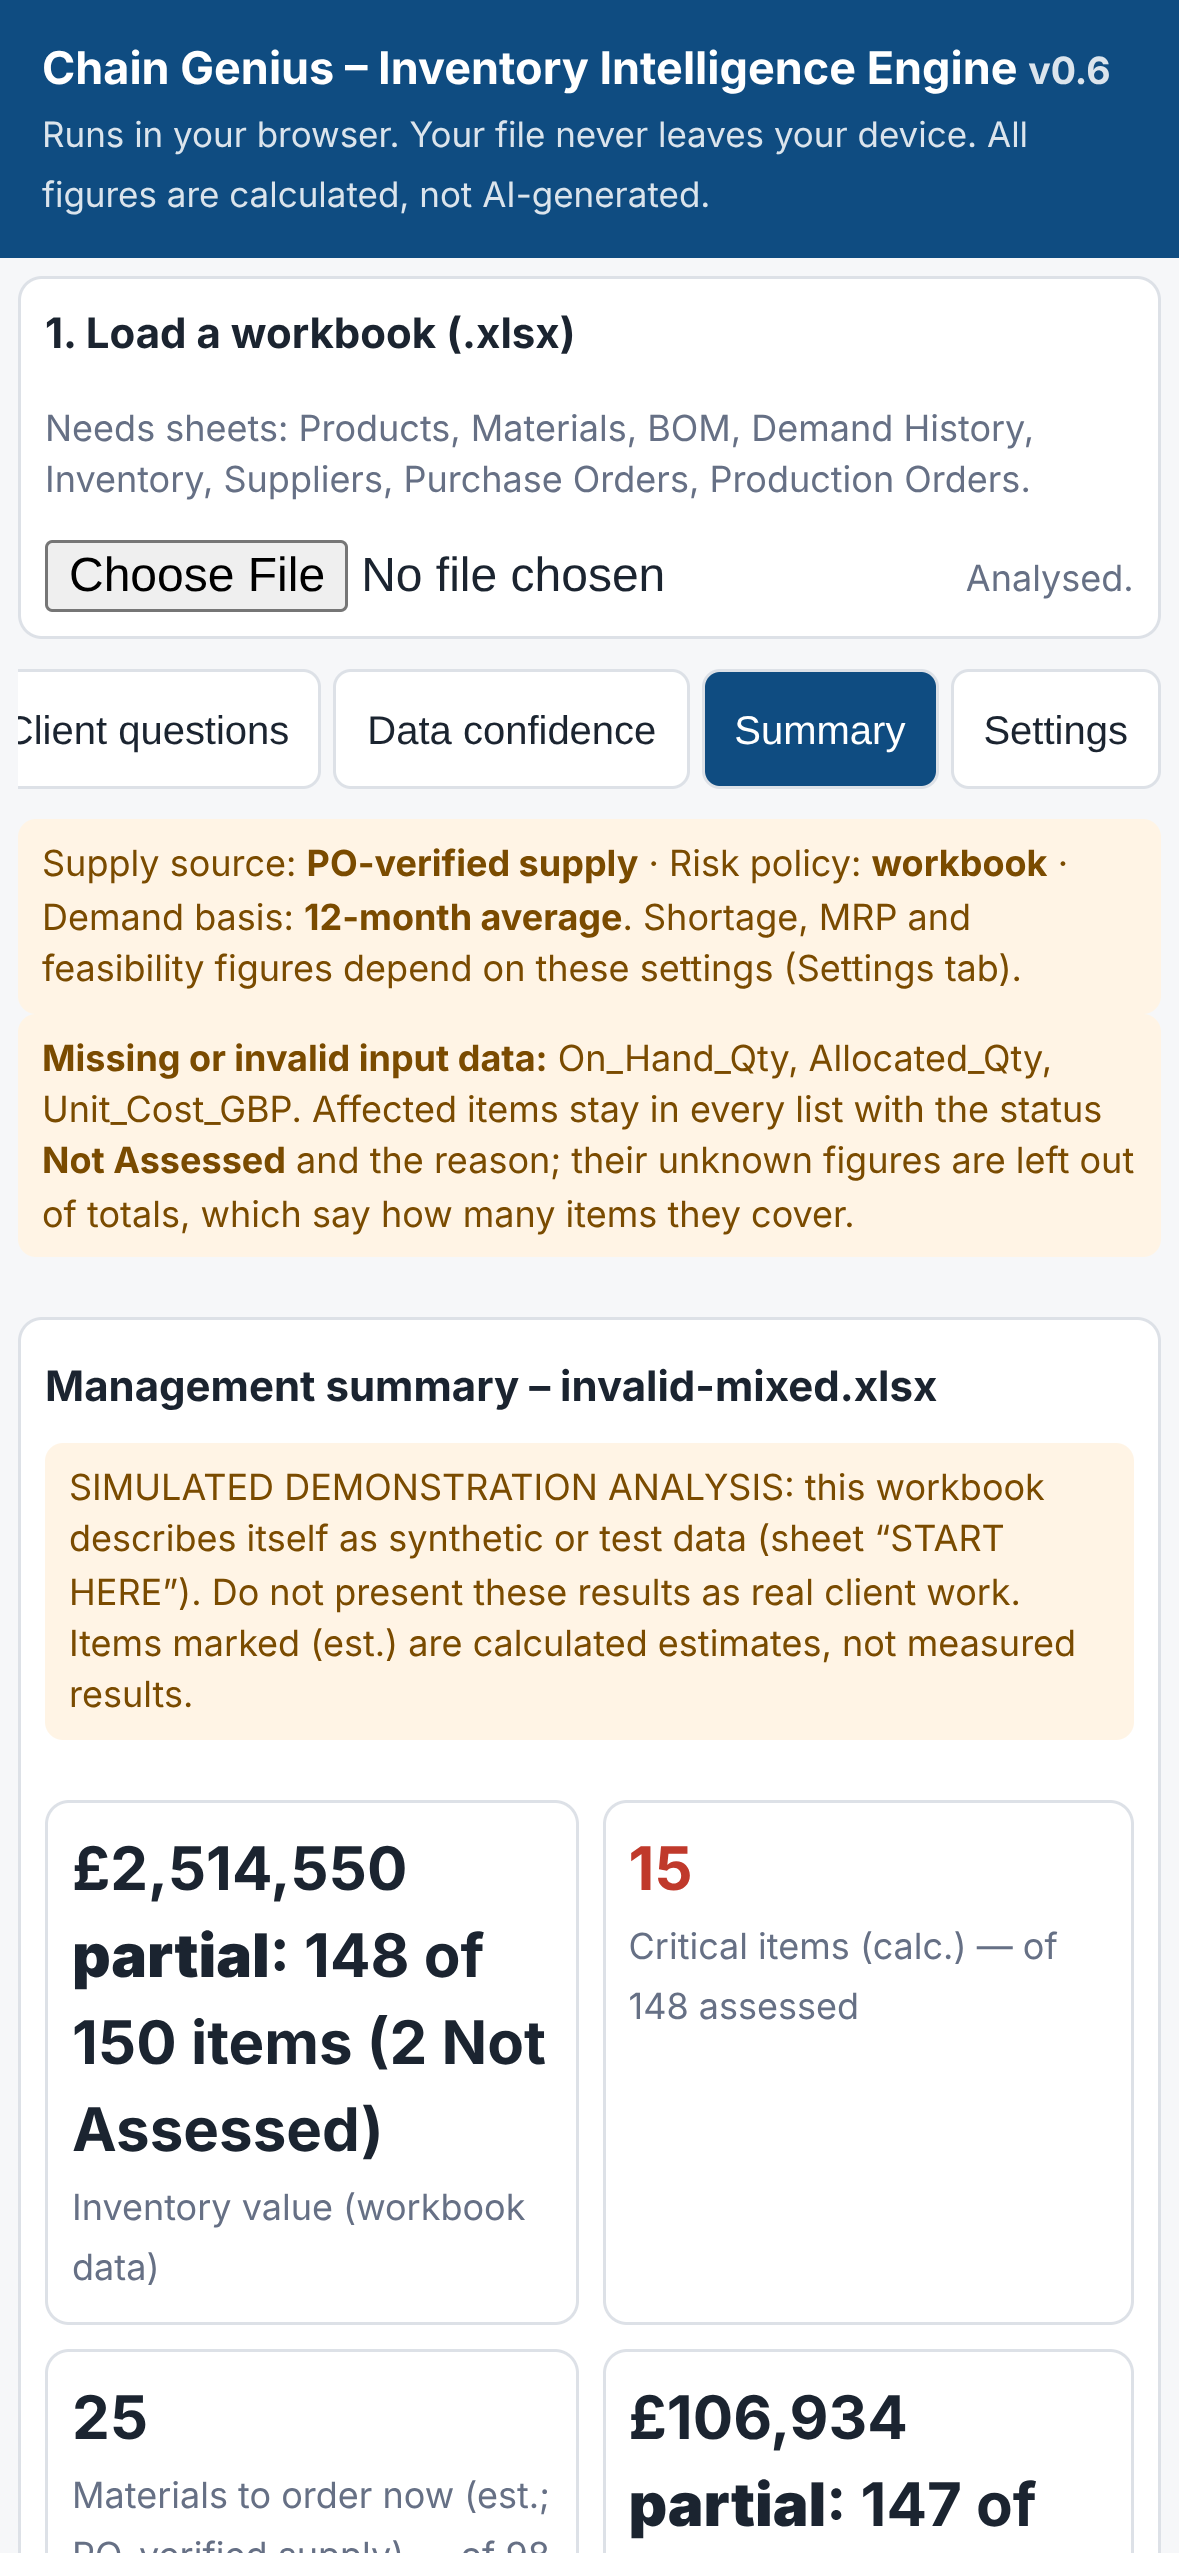 Chain Genius – Inventory Intelligence Engine v0.6
Runs in your browser. Your file never leaves your device. All
figures are calculated, not AI-generated.
1. Load a workbook (.xlsx)
Needs sheets: Products, Materials, BOM, Demand History,
Inventory, Suppliers, Purchase Orders, Production Orders.
Choose File No file chosen Analysed.
Client questions Data confidence Summary Settings
Supply source: PO-verified supply · Risk policy: workbook ·
Demand basis: 12-month average. Shortage, MRP and
feasibility figures depend on these settings (Settings tab).
Missing or invalid input data: On_Hand_Qty, Allocated_Qty,
Unit_Cost_GBP. Affected items stay in every list with the status
Not Assessed and the reason; their unknown figures are left out
of totals, which say how many items they cover.
Management summary – invalid-mixed.xlsx
SIMULATED DEMONSTRATION ANALYSIS: this workbook
describes itself as synthetic or test data (sheet “START
HERE”). Do not present these results as real client work.
Items marked (est.) are calculated estimates, not measured
results.
£2,514,550
partial: 148 of
150 items (2 Not
Assessed)
Inventory value (workbook
data)
15
Critical items (calc.) — of
148 assessed
25
Materials to order now (est.;
PO-verified supply) — of 98
£106,934
partial: 147 of